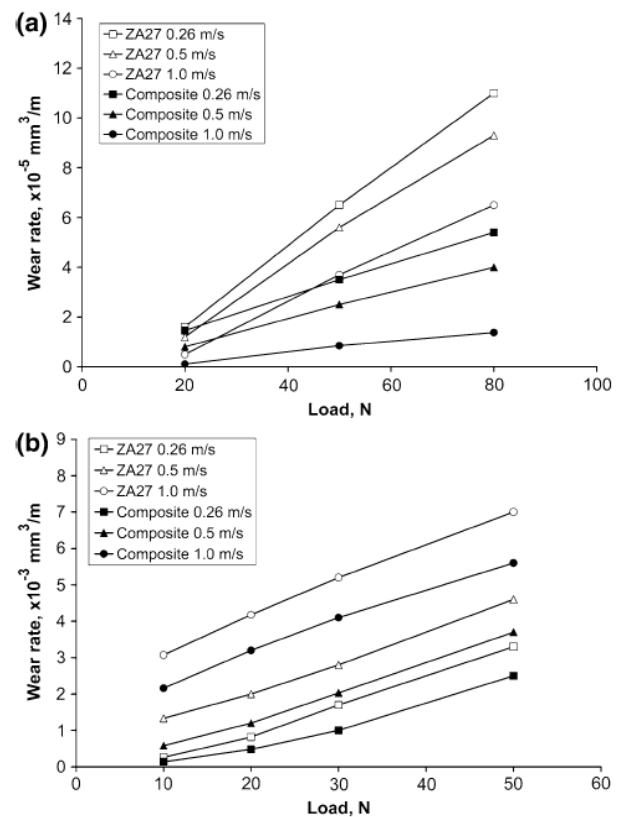 (a)
14
12
10
8
6
4
2
0
Wear rate, x10⁻⁵ mm³/m
ZA27 0.26 m/s
ZA27 0.5 m/s
ZA27 1.0 m/s
Composite 0.26 m/s
Composite 0.5 m/s
Composite 1.0 m/s
0 20 40 60 80 100
Load, N
(b)
9
8
7
6
5
4
3
2
1
0
Wear rate, x10⁻³ mm³/m
ZA27 0.26 m/s
ZA27 0.5 m/s
ZA27 1.0 m/s
Composite 0.26 m/s
Composite 0.5 m/s
Composite 1.0 m/s
0 10 20 30 40 50 60
Load, N